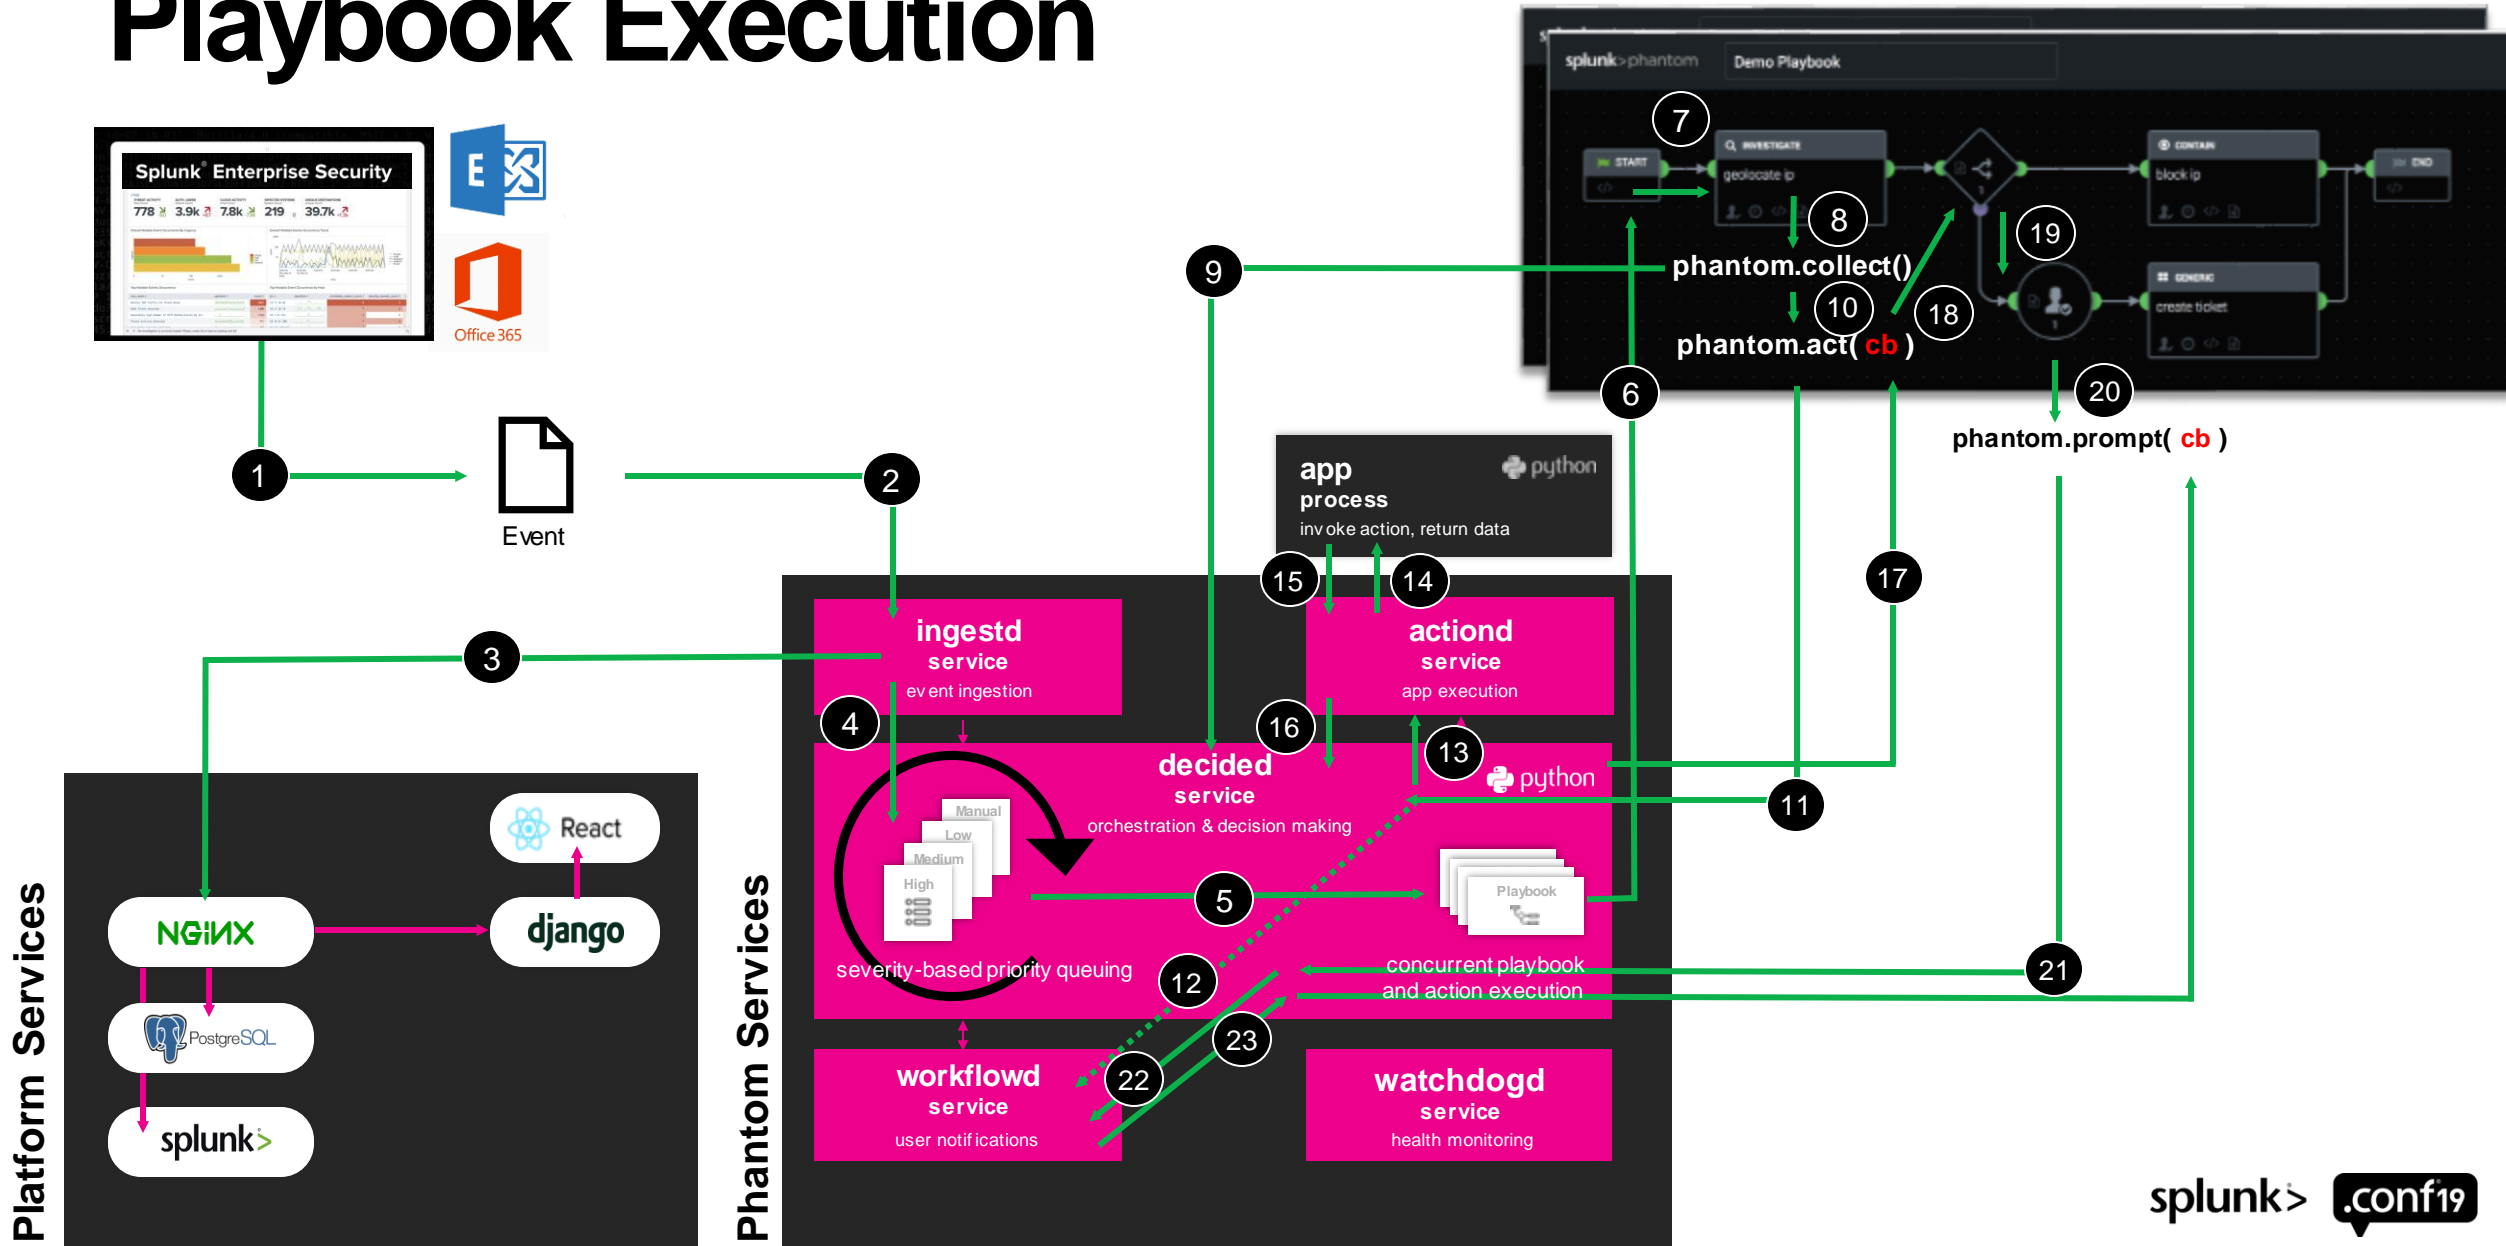 Playbook Execution
splunk>phantom
Demo Playbook
7
START
INVESTIGATE
geolocate ip
1
CONTAIN
block ip
END
8
19
phantom.collect()
10
18
phantom.act( cb )
GENERIC
create ticket
1
6
20
phantom.prompt( cb )
9
Splunk® Enterprise Security
778
3.9k
7.8k
219
39.7k
E
Office 365
1
Event
2
app
process
python
invoke action, return data
15
14
17
3
ingestd
service
event ingestion
actiond
service
app execution
4
16
13
decided
service
orchestration & decision making
python
11
Manual
Low
Medium
High
5
Playbook
severity-based priority queuing
concurrent playbook
and action execution
12
21
22
23
workflowd
service
user notifications
watchdogd
service
health monitoring
Platform Services
React
NGINX
django
PostgreSQL
splunk>
Phantom Services
splunk>
.conf19